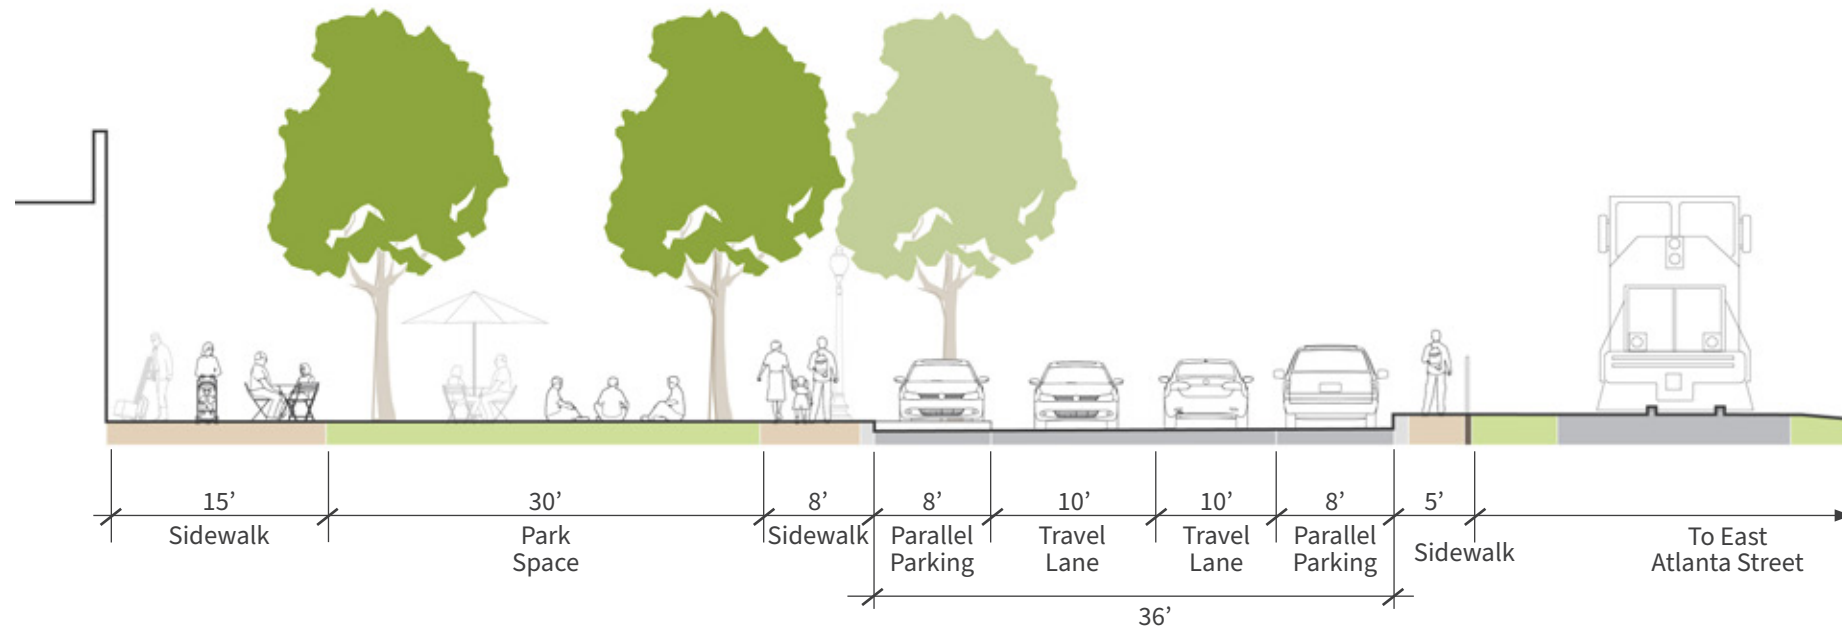 15’
30’
8’
8’
10’
10’
8’
5’
Sidewalk
Park
Space
Sidewalk
Parallel
Parking
Travel
Lane
Travel
Lane
Parallel
Parking
Sidewalk
To East
Atlanta Street
36’